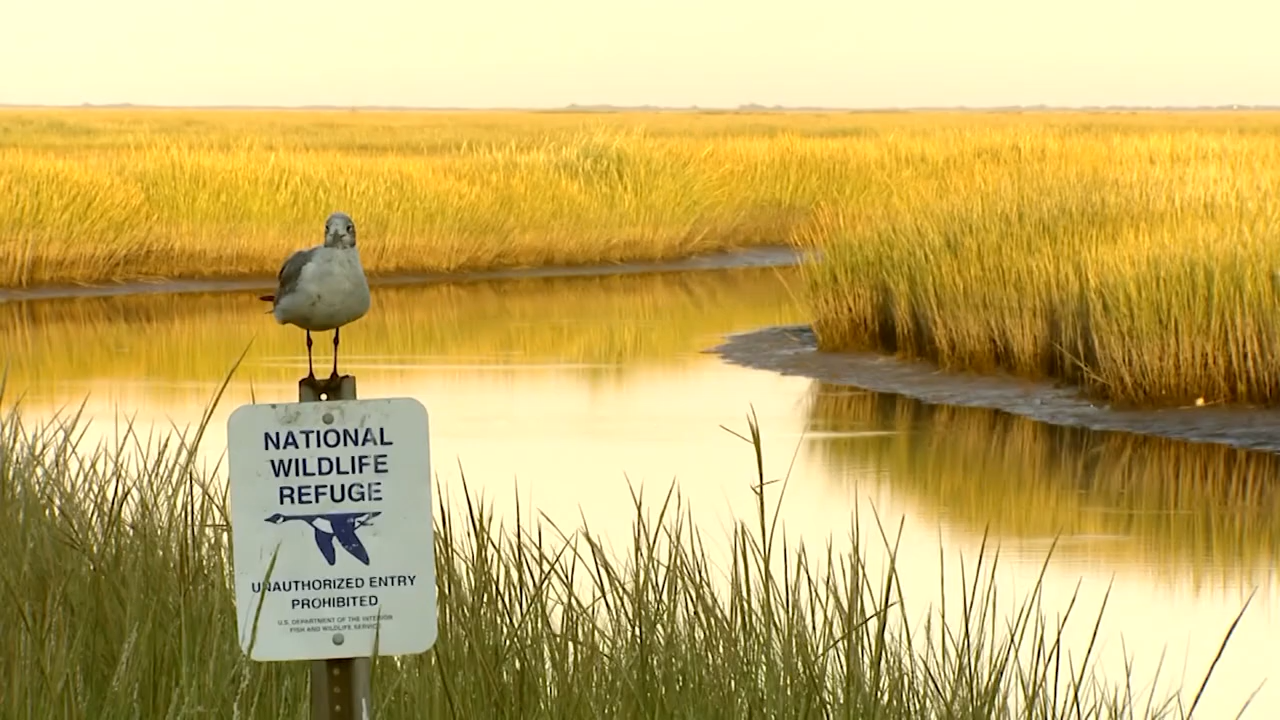 NATIONAL
WILDLIFE
REFUGE
UNAUTHORIZED ENTRY
PROHIBITED
U.S. DEPARTMENT OF THE INTERIOR
FISH AND WILDLIFE SERVICE